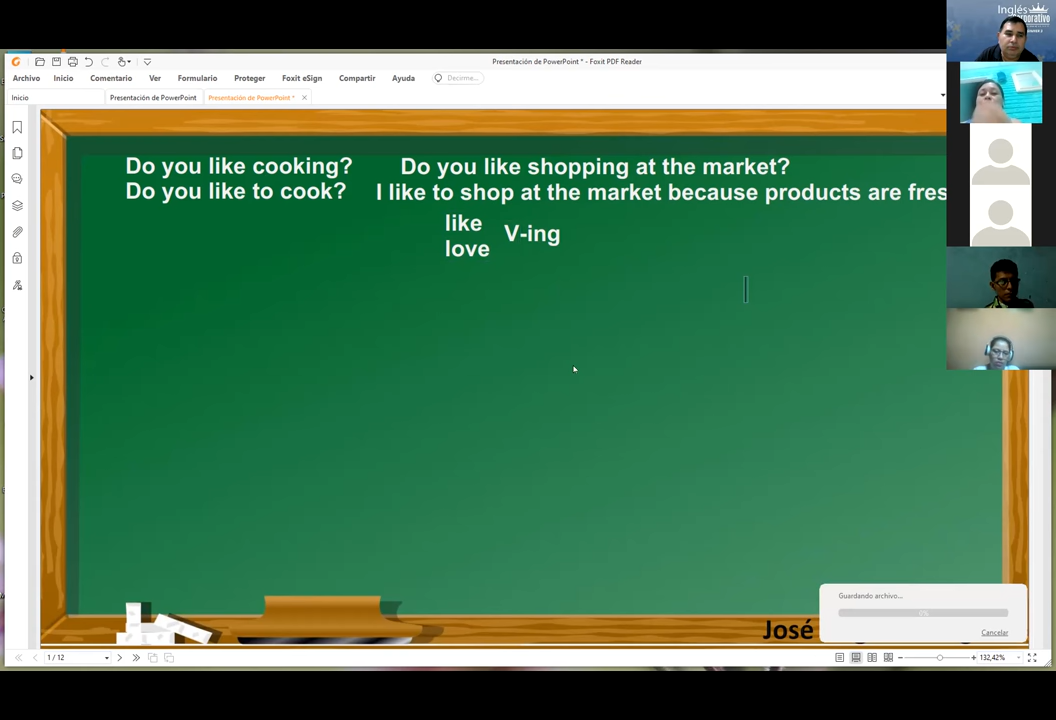 Inglés
Corporativo
Presentación de PowerPoint * - Foxit PDF Reader
Archivo Inicio Comentario Ver Formulario Proteger Foxit eSign Compartir Ayuda Decirme...
Inicio Presentación de PowerPoint Presentación de PowerPoint *
Do you like cooking? Do you like shopping at the market?
Do you like to cook? I like to shop at the market because products are fres
like
love
V-ing
Guardando archivo...
0%
Cancelar
José
1 / 12
132,42%